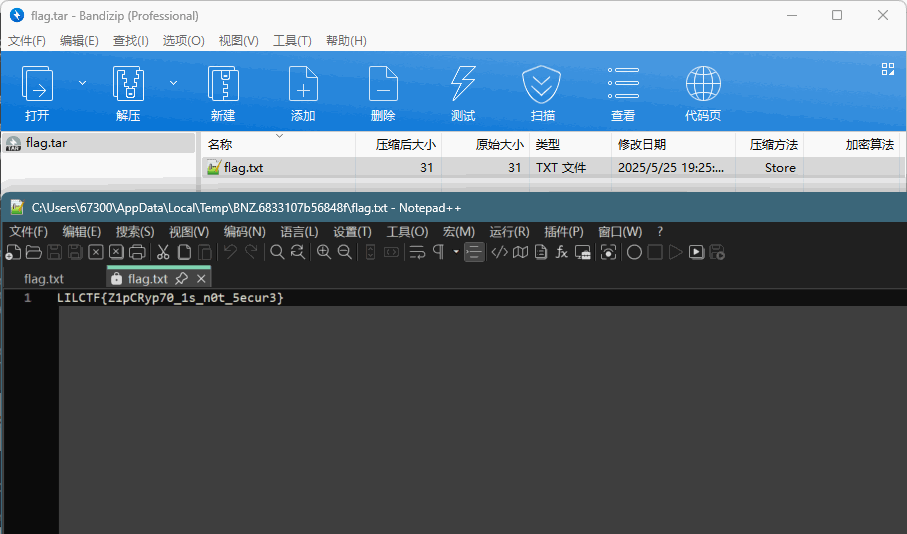 flag.tar - Bandizip (Professional)
文件(F) 编辑(E) 查找(I) 选项(O) 视图(V) 工具(T) 帮助(H)
打开 解压 新建 添加 删除 测试 扫描 查看 代码页
flag.tar
名称 压缩后大小 原始大小 类型 修改日期 压缩方法 加密算法
flag.txt 31 31 TXT 文件 2025/5/25 19:25:... Store
C:\Users\67300\AppData\Local\Temp\BNZ.6833107b56848f\flag.txt - Notepad++
文件(F) 编辑(E) 搜索(S) 视图(V) 编码(N) 语言(L) 设置(T) 工具(O) 宏(M) 运行(R) 插件(P) 窗口(W) ?
flag.txt flag.txt
1 LILCTF{Z1pCRyp70_1s_n0t_5ecur3}